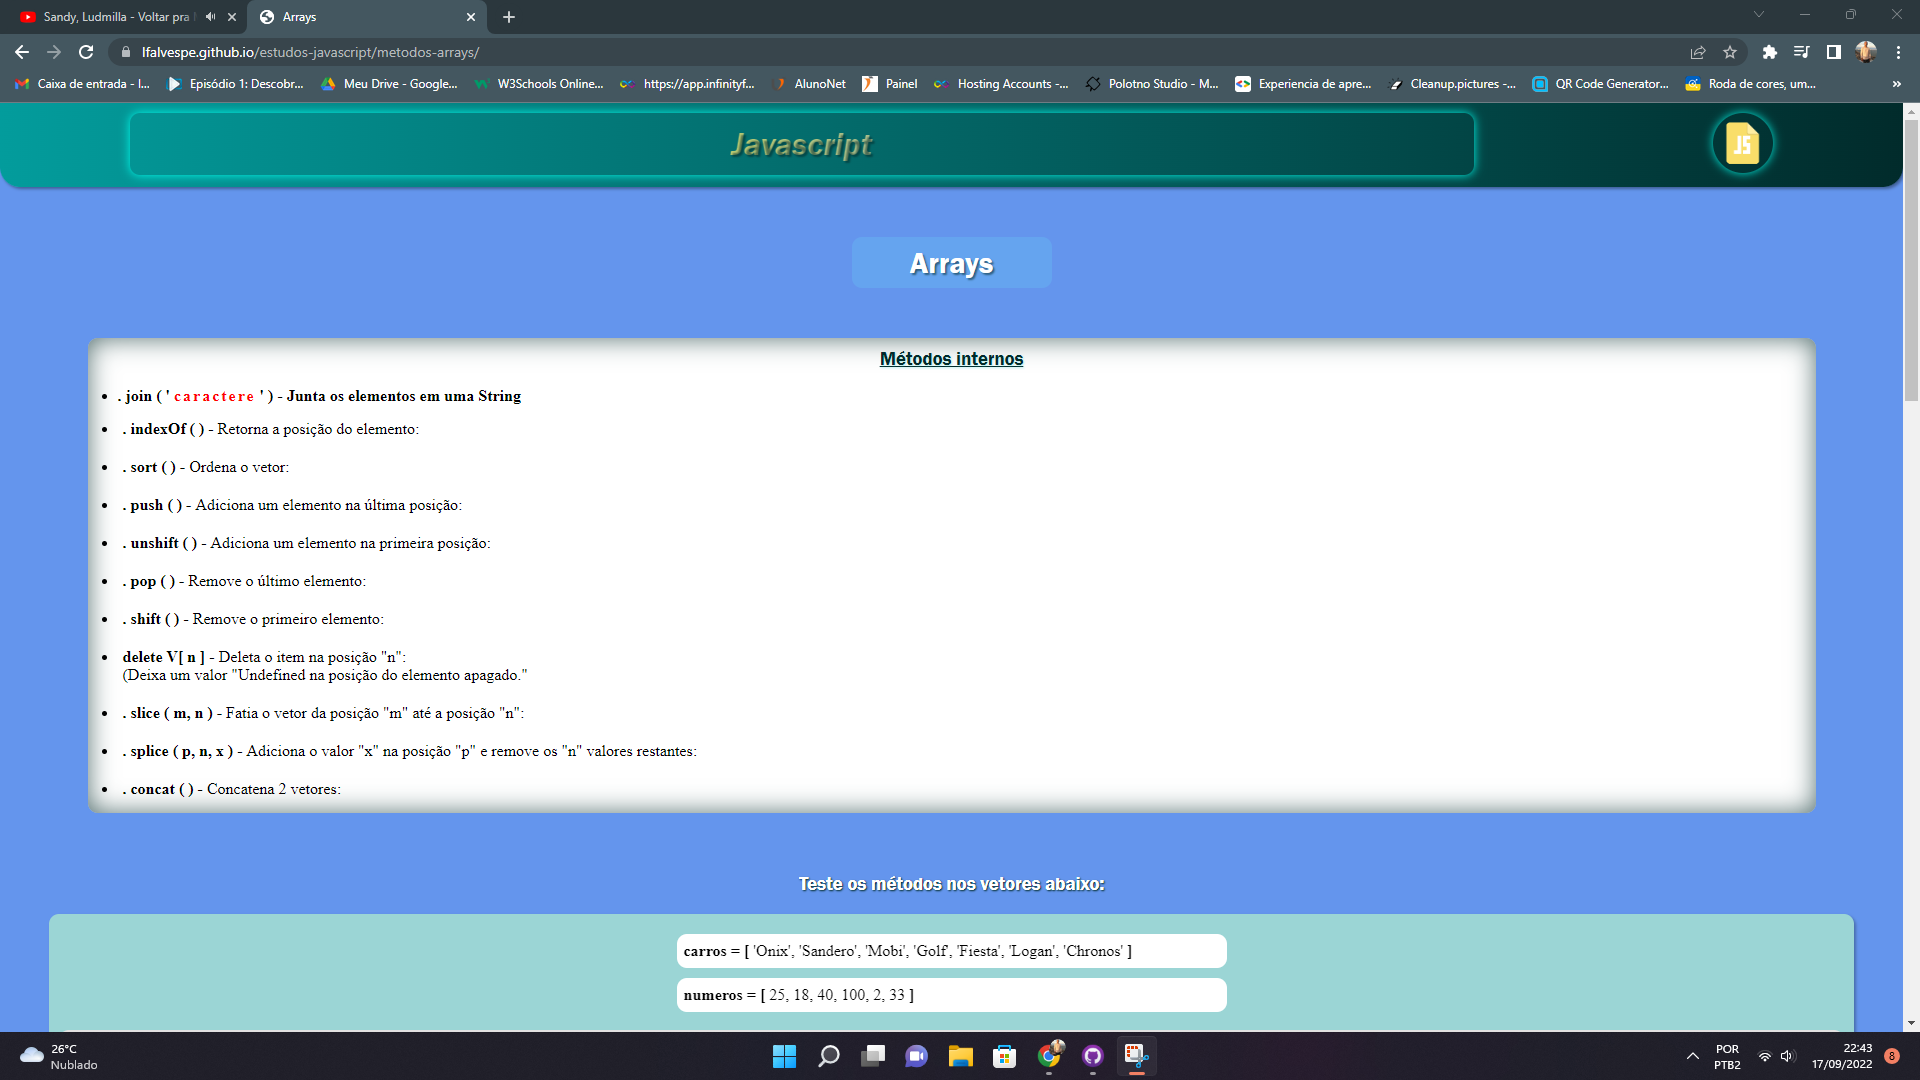 Sandy, Ludmilla - Voltar pra
Arrays
lfalvespe.github.io/estudos-javascript/metodos-arrays/
Caixa de entrada - l...
Episódio 1: Descobr...
Meu Drive - Google...
W3Schools Online...
https://app.infinityf...
AlunoNet
Painel
Hosting Accounts -...
Polotno Studio - M...
Experiencia de apre...
Cleanup.pictures -...
QR Code Generator...
Roda de cores, um...
»
Javascript
JS
Arrays
Métodos internos
• . join ( ' caractere ' ) - Junta os elementos em uma String
• . indexOf ( ) - Retorna a posição do elemento:
• . sort ( ) - Ordena o vetor:
• . push ( ) - Adiciona um elemento na última posição:
• . unshift ( ) - Adiciona um elemento na primeira posição:
• . pop ( ) - Remove o último elemento:
• . shift ( ) - Remove o primeiro elemento:
• delete V[ n ] - Deleta o item na posição "n":
(Deixa um valor "Undefined na posição do elemento apagado."
• . slice ( m, n ) - Fatia o vetor da posição "m" até a posição "n":
• . splice ( p, n, x ) - Adiciona o valor "x" na posição "p" e remove os "n" valores restantes:
• . concat ( ) - Concatena 2 vetores:
Teste os métodos nos vetores abaixo:
carros = [ 'Onix', 'Sandero', 'Mobi', 'Golf', 'Fiesta', 'Logan', 'Chronos' ]
numeros = [ 25, 18, 40, 100, 2, 33 ]
26°C
Nublado
POR
PTB2
22:43
17/09/2022
8